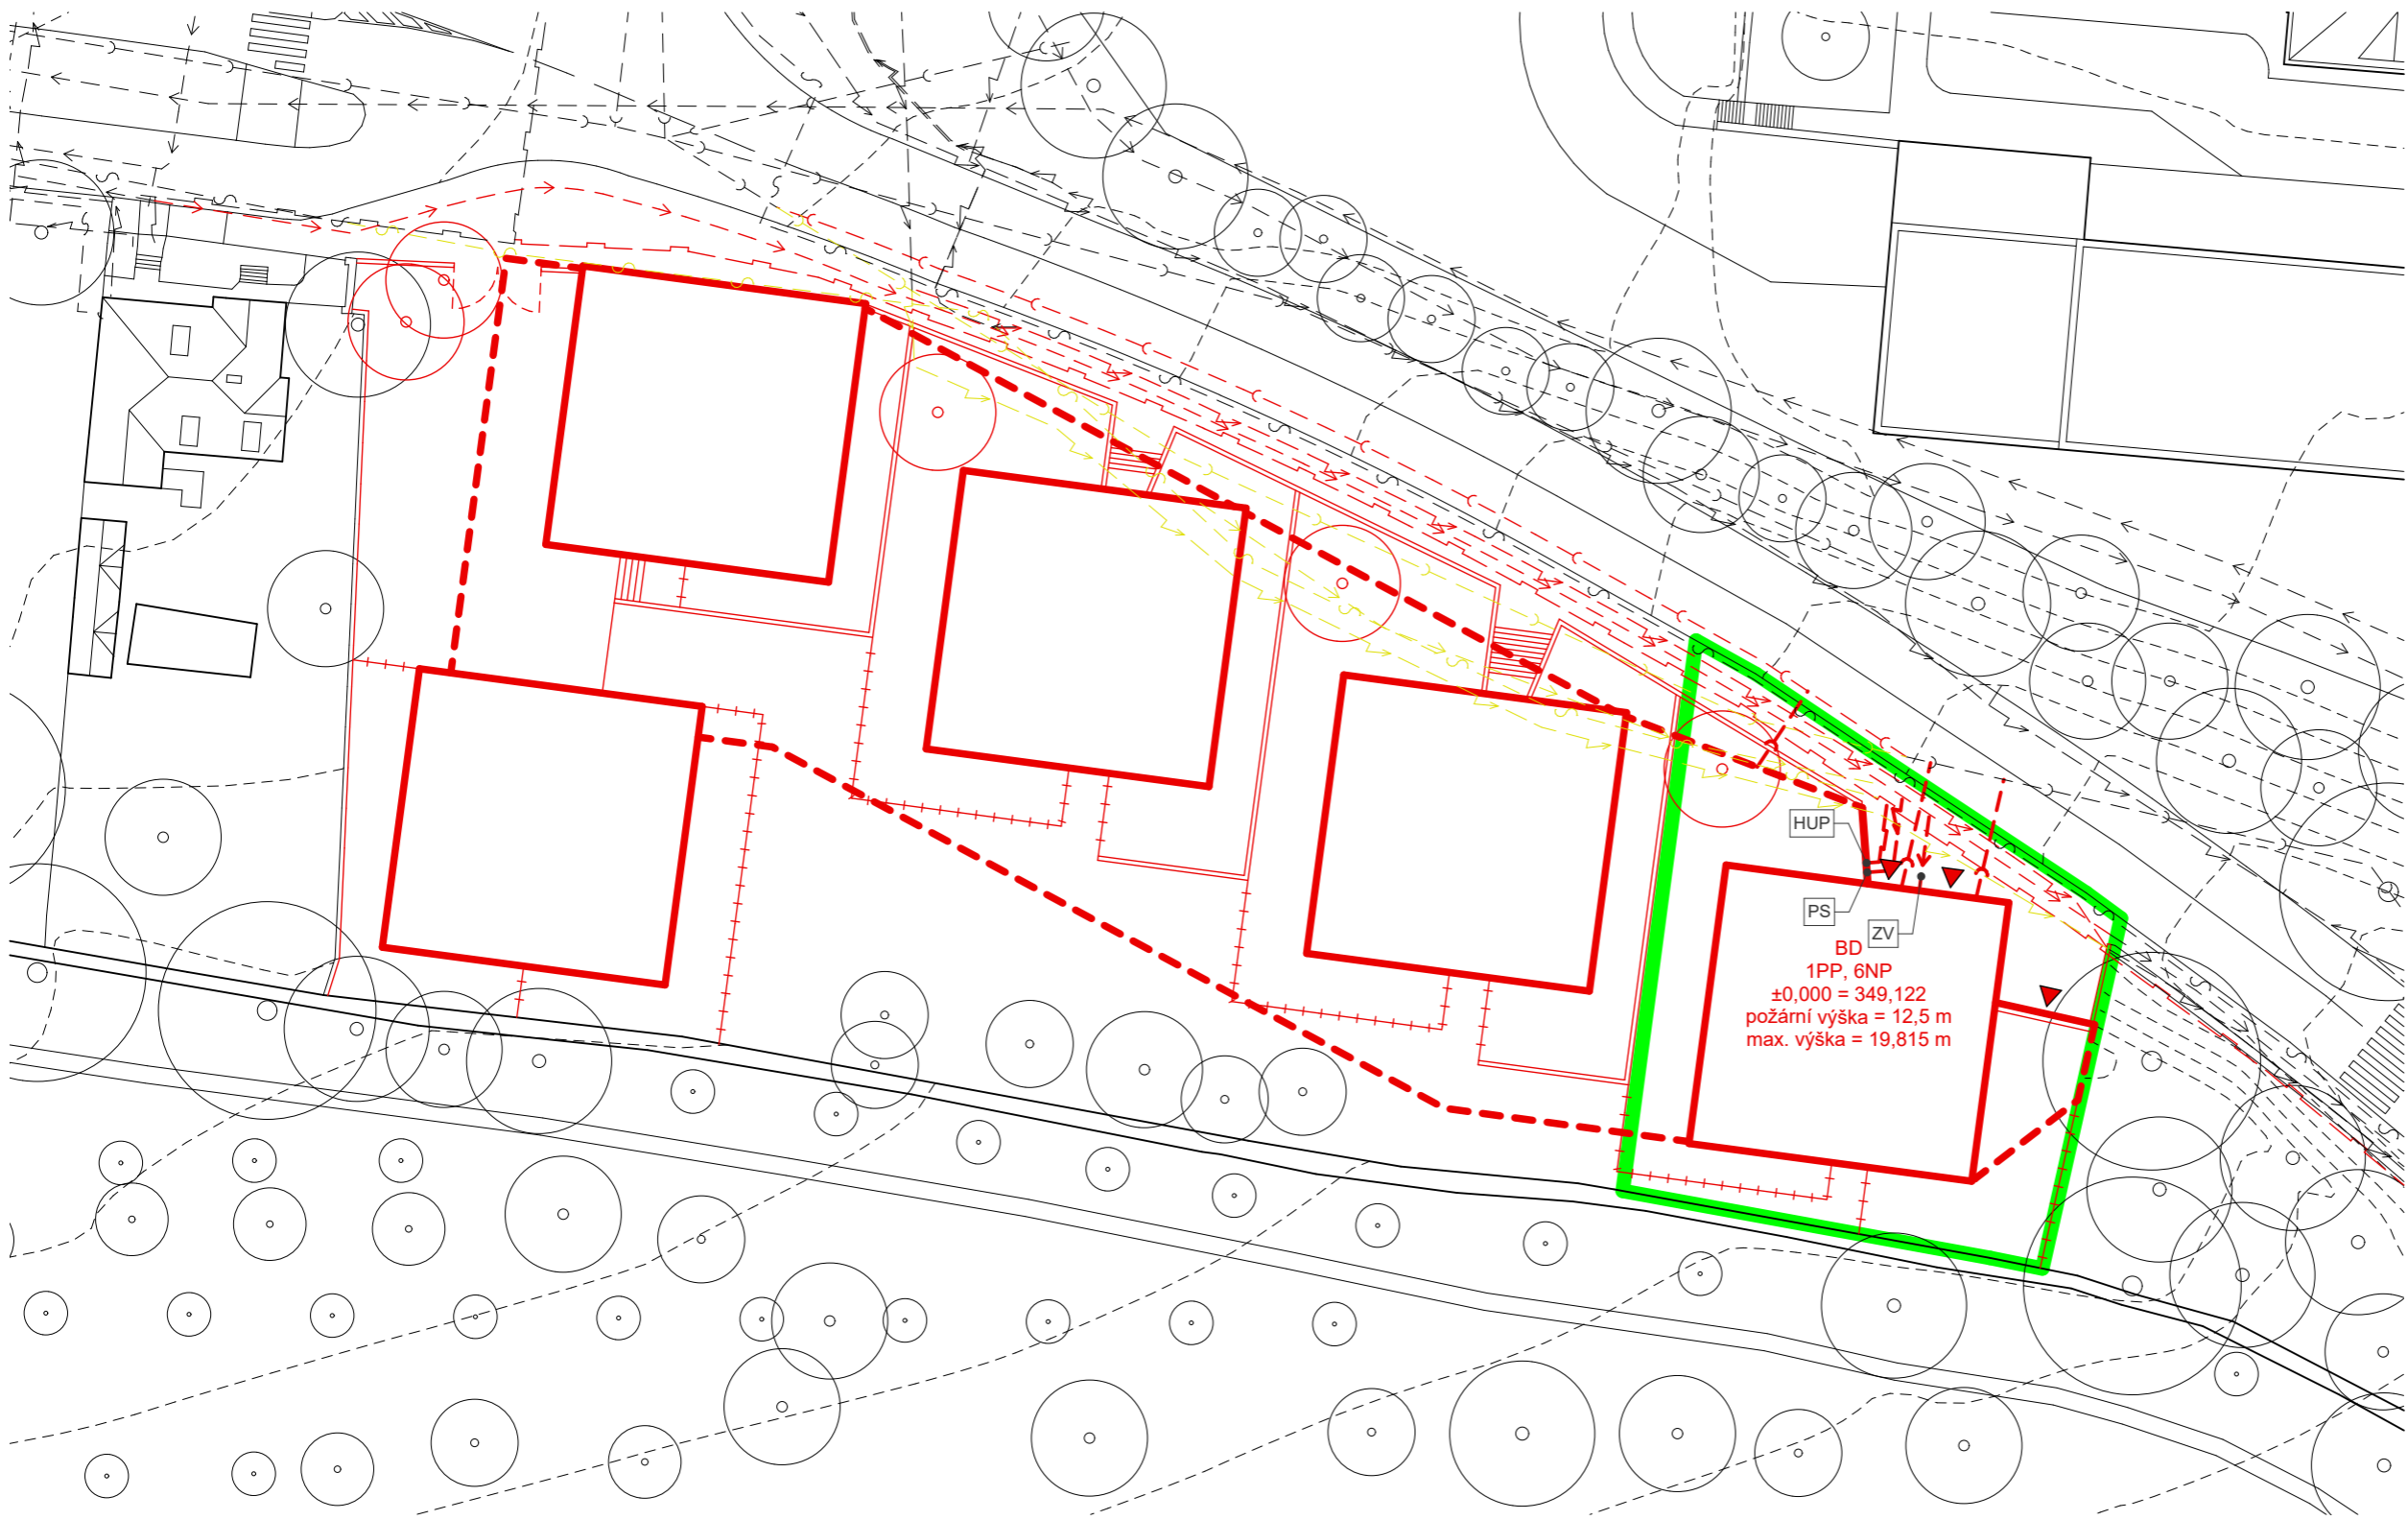 HUP
PS
ZV
BD
1PP, 6NP
±0,000 = 349,122
požární výška = 12,5 m
max. výška = 19,815 m